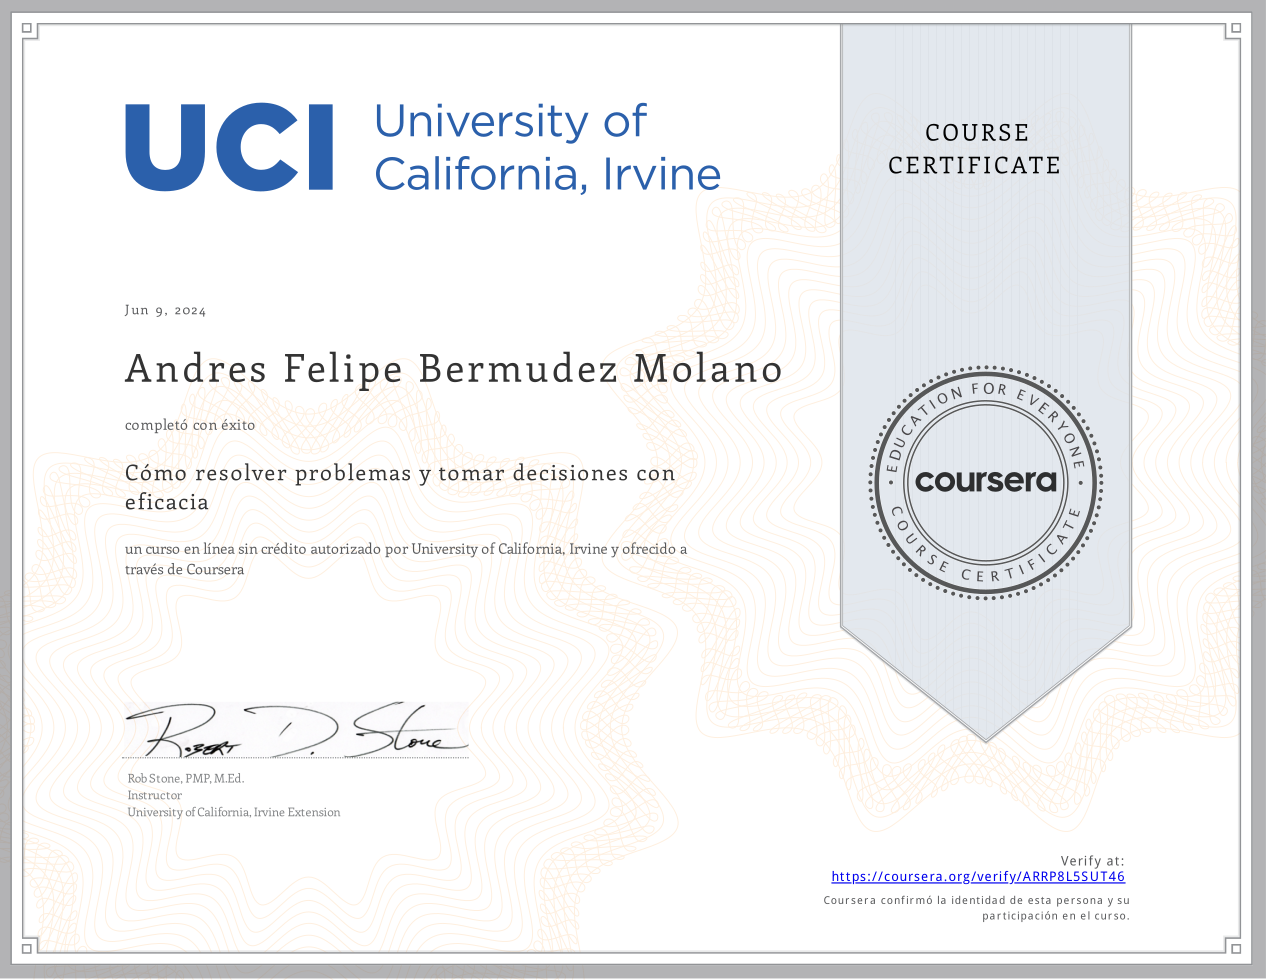 UCI
University of
California, Irvine
COURSE
CERTIFICATE
Jun 9, 2024
Andres Felipe Bermudez Molano
completó con éxito
Cómo resolver problemas y tomar decisiones con
eficacia
un curso en línea sin crédito autorizado por University of California, Irvine y ofrecido a
través de Coursera
EDUCATION FOR EVERYONE
coursera
COURSE CERTIFICATE
Robert D. Stone
Rob Stone, PMP, M.Ed.
Instructor
University of California, Irvine Extension
Verify at:
https://coursera.org/verify/ARRP8L5SUT46
Coursera confirmó la identidad de esta persona y su
participación en el curso.